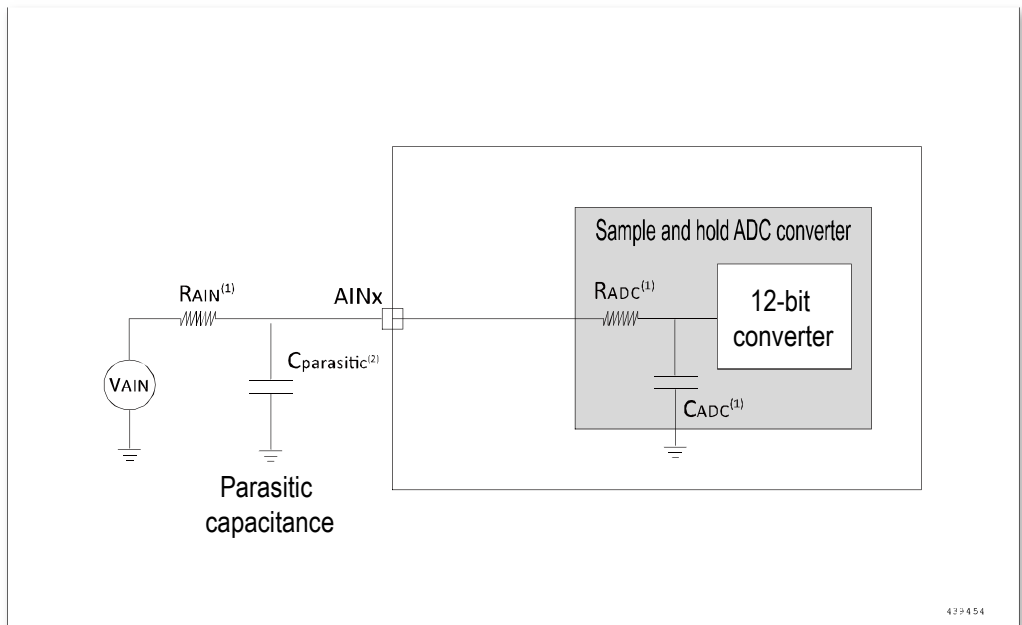 Sample and hold ADC converter
RAIN(1)
AINx
RADC(1)
12-bit
converter
Cparasitic(2)
VAIN
CADC(1)
Parasitic
capacitance
439454